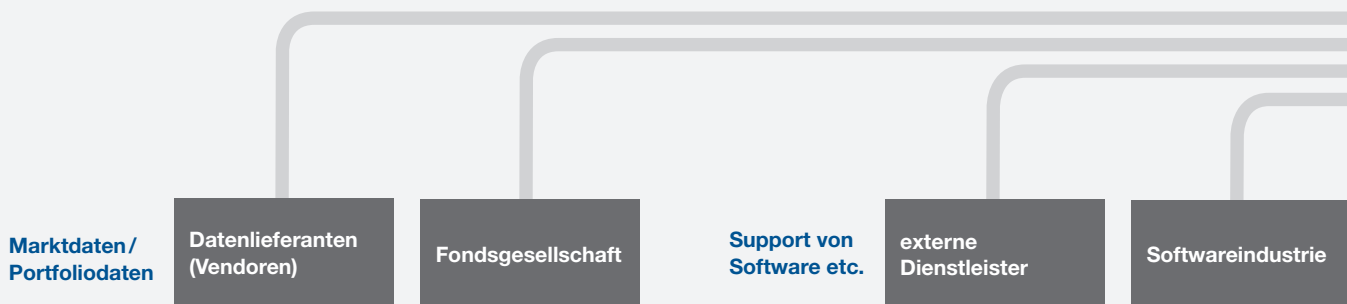 Marktdaten/
Portfoliodaten
Datenlieferanten
(Vendoren)
Fondsgesellschaft
Support von
Software etc.
externe
Dienstleister
Softwareindustrie